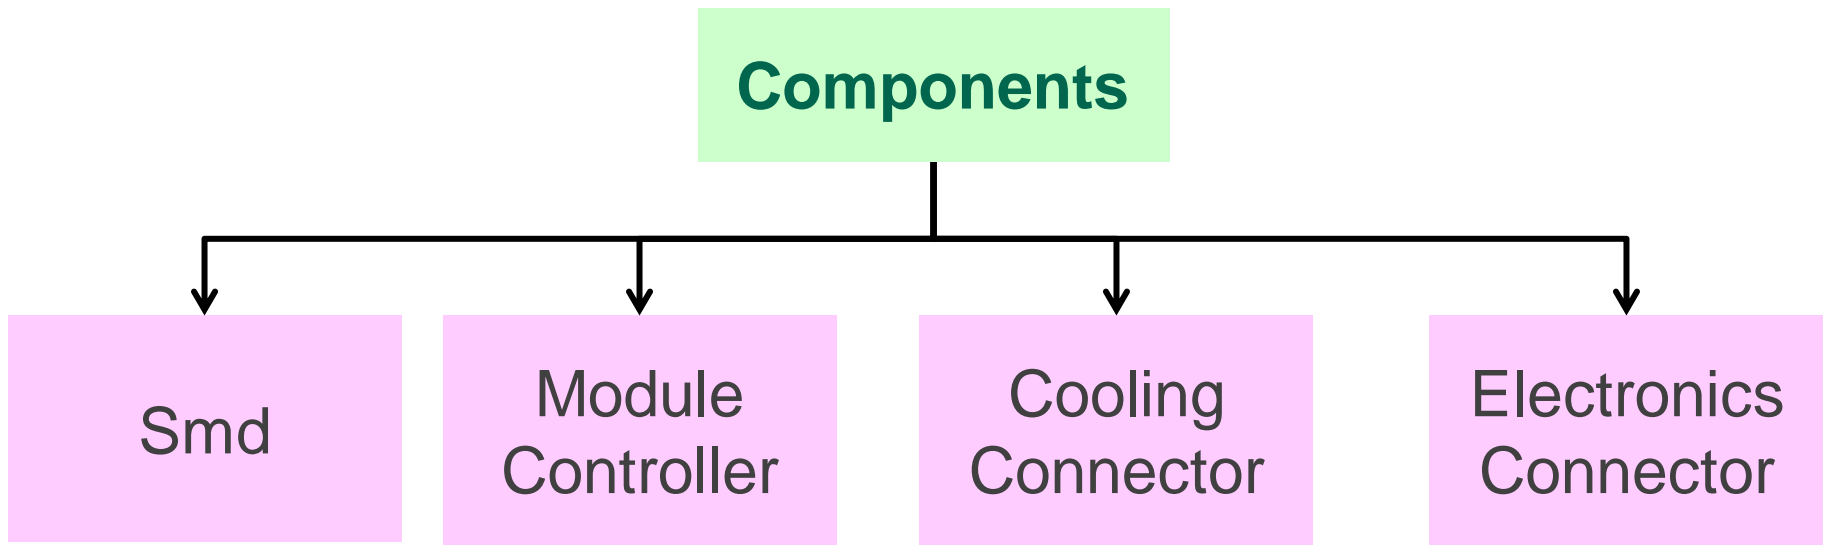 Components
Smd
Module
Controller
Cooling
Connector
Electronics
Connector